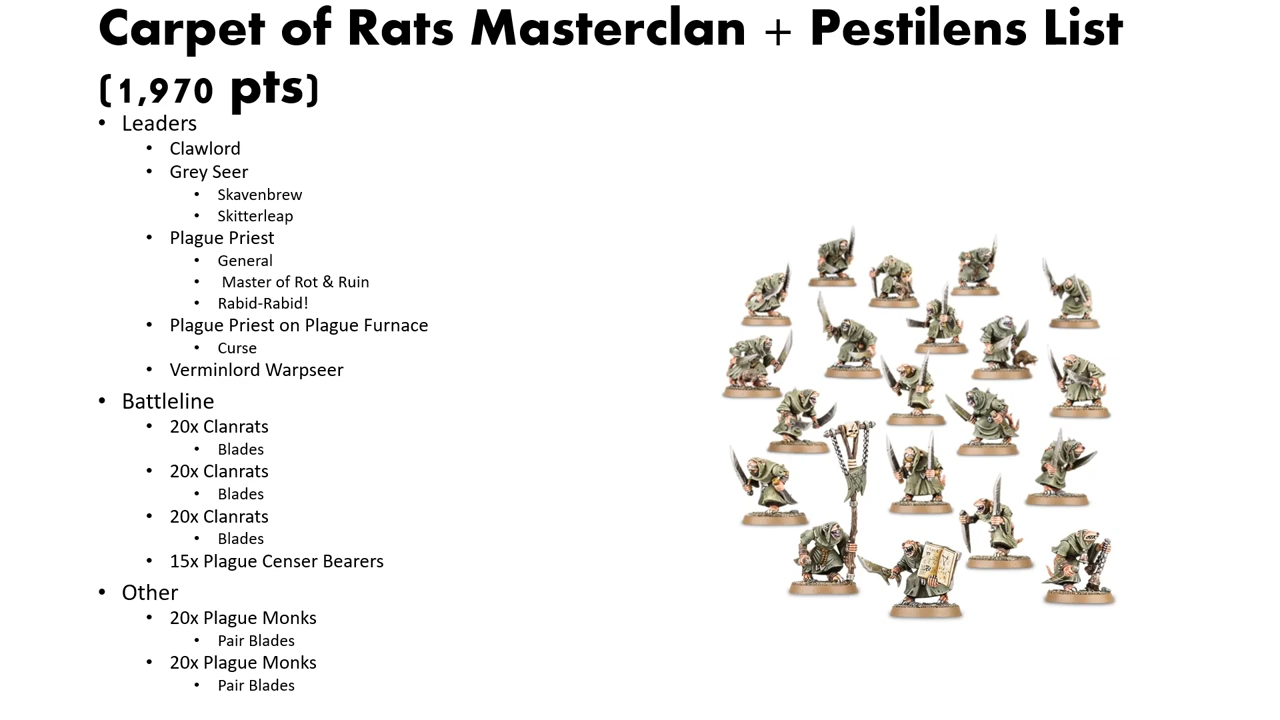 Carpet of Rats Masterclan + Pestilens List
(1,970 pts)
• Leaders
• Clawlord
• Grey Seer
• Skavenbrew
• Skitterleap
• Plague Priest
• General
• Master of Rot & Ruin
• Rabid-Rabid!
• Plague Priest on Plague Furnace
• Curse
• Verminlord Warpseer
• Battleline
• 20x Clanrats
• Blades
• 20x Clanrats
• Blades
• 20x Clanrats
• Blades
• 15x Plague Censer Bearers
• Other
• 20x Plague Monks
• Pair Blades
• 20x Plague Monks
• Pair Blades